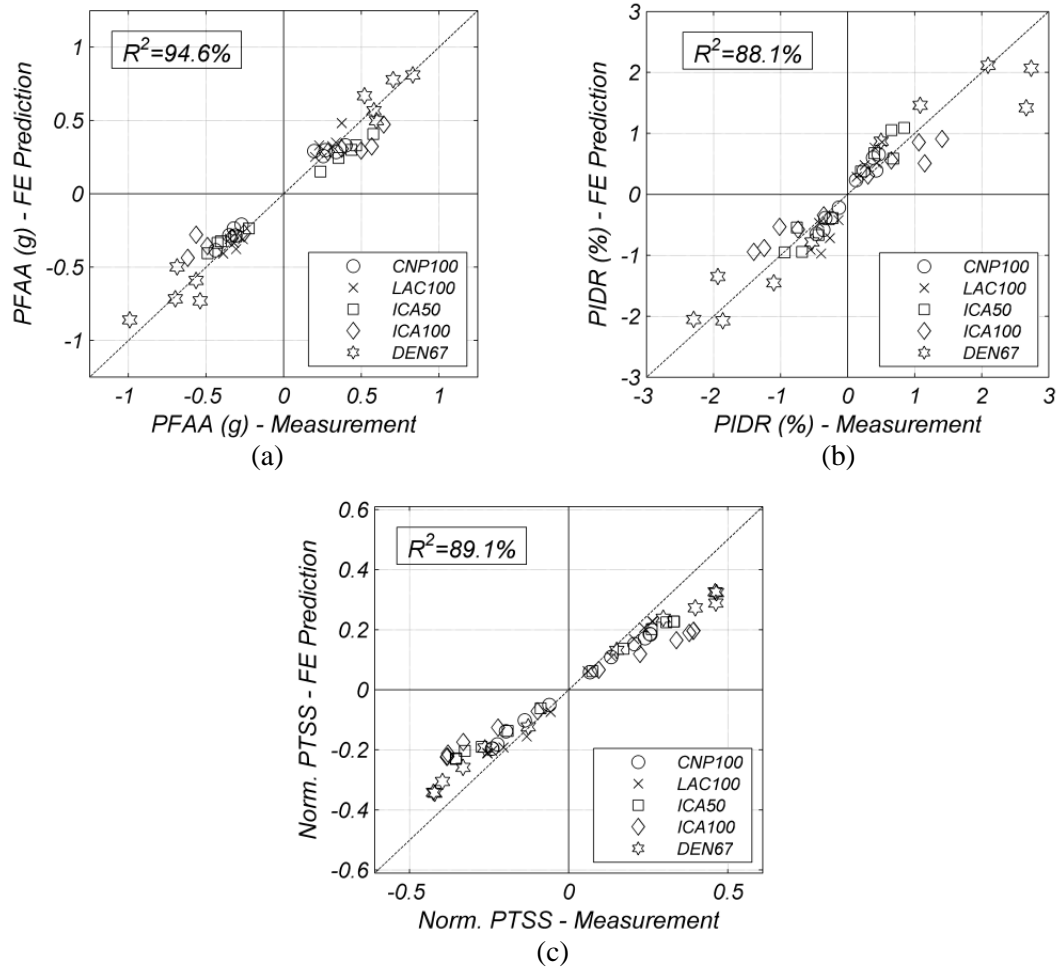 R²=94.6%
PFAA (g) - FE Prediction
1
0.5
0
-0.5
-1
-1 -0.5 0 0.5 1
PFAA (g) - Measurement
CNP100
LAC100
ICA50
ICA100
DEN67
(a)
R²=88.1%
PIDR (%) - FE Prediction
3
2
1
0
-1
-2
-3
-3 -2 -1 0 1 2 3
PIDR (%) - Measurement
CNP100
LAC100
ICA50
ICA100
DEN67
(b)
R²=89.1%
Norm. PTSS - FE Prediction
0.6
0.4
0.2
0
-0.2
-0.4
-0.6
-0.5 0 0.5
Norm. PTSS - Measurement
CNP100
LAC100
ICA50
ICA100
DEN67
(c)